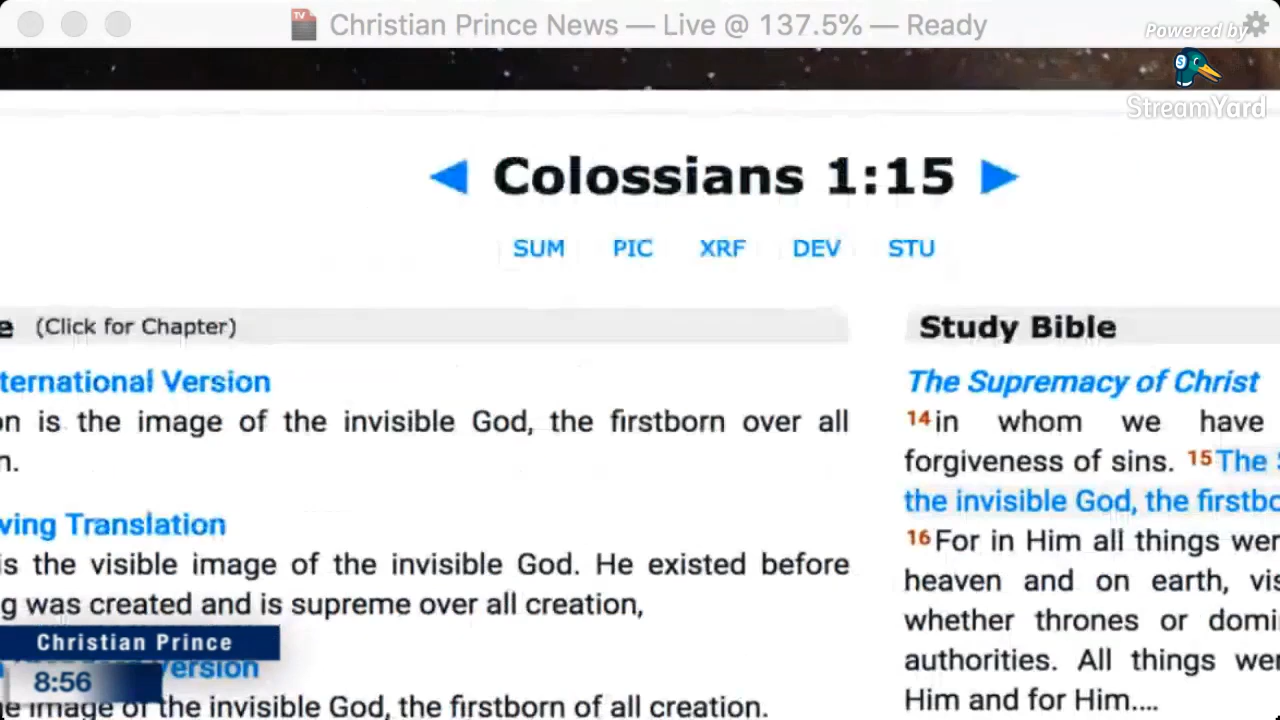 Christian Prince News — Live @ 137.5% — Ready
Powered by
StreamYard
Colossians 1:15
SUM PIC XRF DEV STU
e (Click for Chapter)
ternational Version
on is the image of the invisible God, the firstborn over all
n.
ving Translation
is the visible image of the invisible God. He existed before
g was created and is supreme over all creation,
Version
e image of the invisible God, the firstborn of all creation.
Study Bible
The Supremacy of Christ
14 in whom we have
forgiveness of sins. 15 The S
the invisible God, the firstbo
16 For in Him all things wer
heaven and on earth, vis
whether thrones or domi
authorities. All things wer
Him and for Him....
Christian Prince
8:56